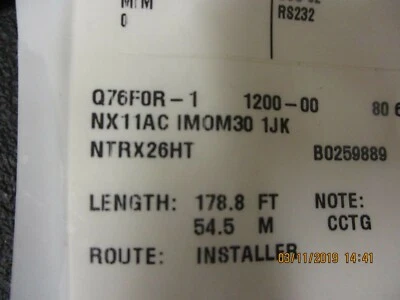 RS232
0
Q76F0R-1 1200-00 80 6
NX11AC IMOM30 1JK
NTRX26HT B0259889
LENGTH: 178.8 FT NOTE:
54.5 M CCTG
ROUTE: INSTALLER
03/11/2019 14:41